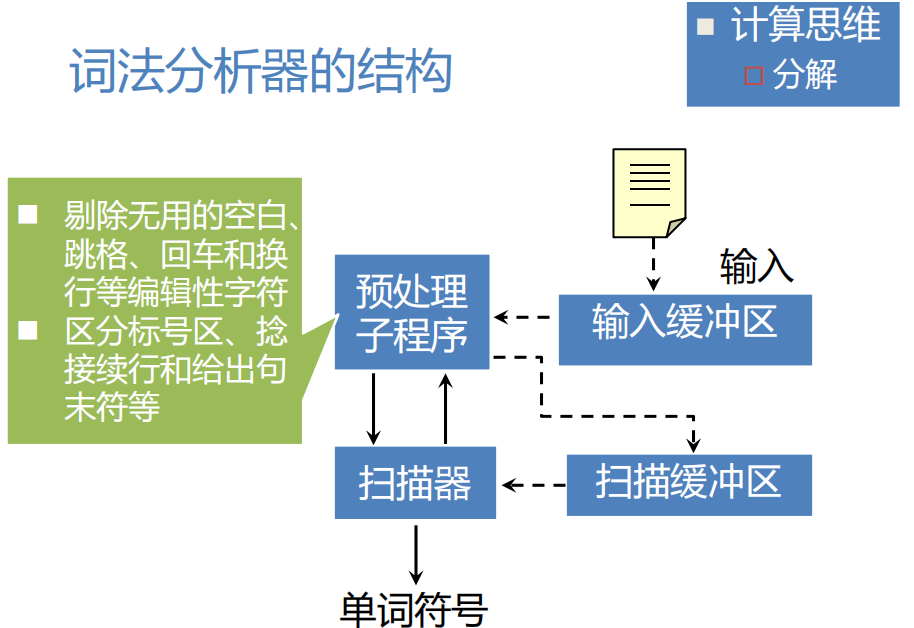 词法分析器的结构
计算思维
分解
剔除无用的空白、
跳格、回车和换
行等编辑性字符
区分标号区、捻
接续行和给出句
末符等
输入
预处理
子程序
输入缓冲区
扫描器
扫描缓冲区
单词符号